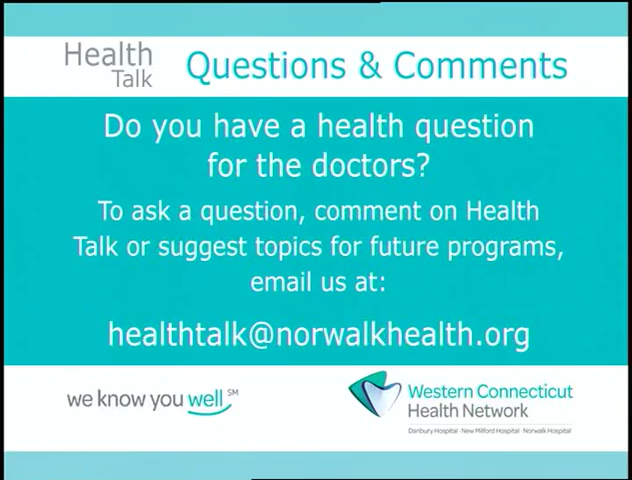 Health
Talk
Questions & Comments
Do you have a health question
for the doctors?
To ask a question, comment on Health
Talk or suggest topics for future programs,
email us at:
healthtalk@norwalkhealth.org
we know you well SM
Western Connecticut
Health Network
Danbury Hospital · New Milford Hospital · Norwalk Hospital